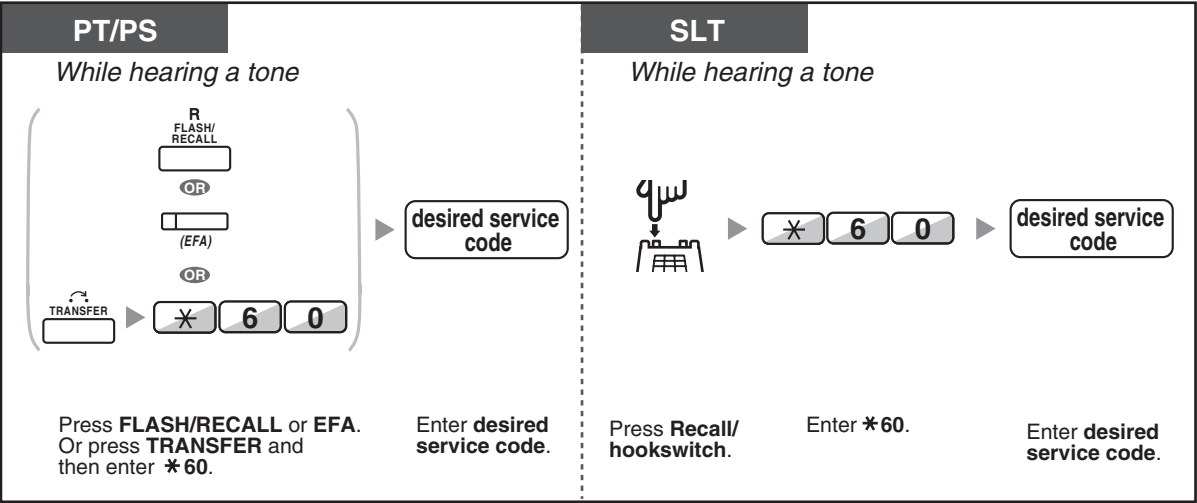 PT/PS
While hearing a tone
R
FLASH/
RECALL
OR
(EFA)
OR
TRANSFER
* 6 0
desired service
code
Press FLASH/RECALL or EFA.
Or press TRANSFER and
then enter *60.
Enter desired
service code.
SLT
While hearing a tone
* 6 0
desired service
code
Press Recall/
hookswitch.
Enter *60.
Enter desired
service code.